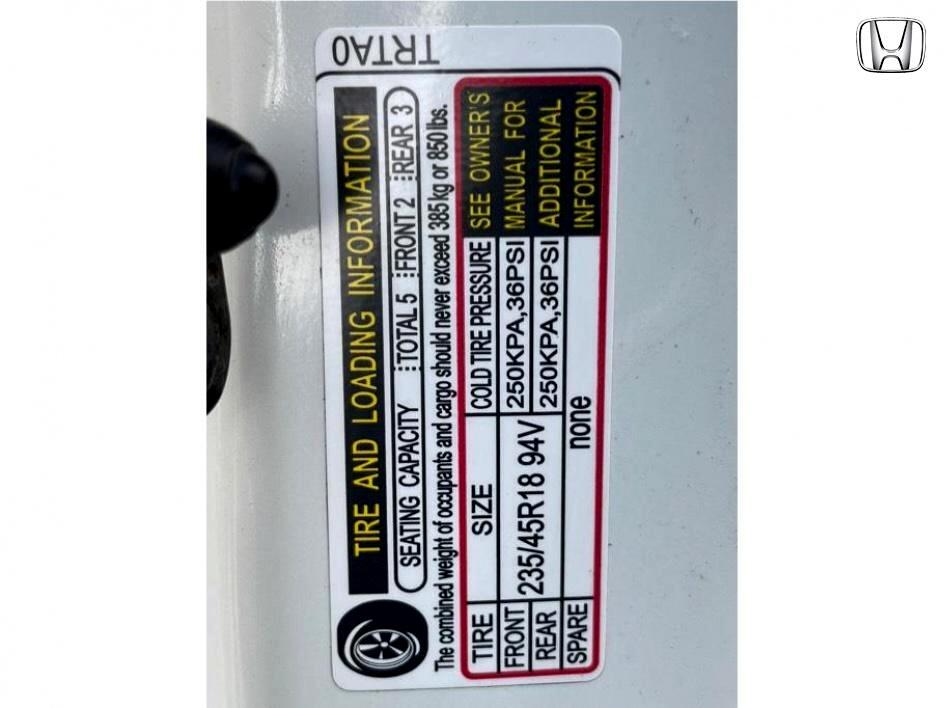 TRTA0
TIRE AND LOADING INFORMATION
SEATING CAPACITY TOTAL 5 FRONT 2 REAR 3
The combined weight of occupants and cargo should never exceed 385 kg or 850 lbs.
TIRE SIZE COLD TIRE PRESSURE
FRONT 235/45R18 94V 250KPA,36PSI
REAR 250KPA,36PSI
SPARE none
SEE OWNER'S
MANUAL FOR
ADDITIONAL
INFORMATION